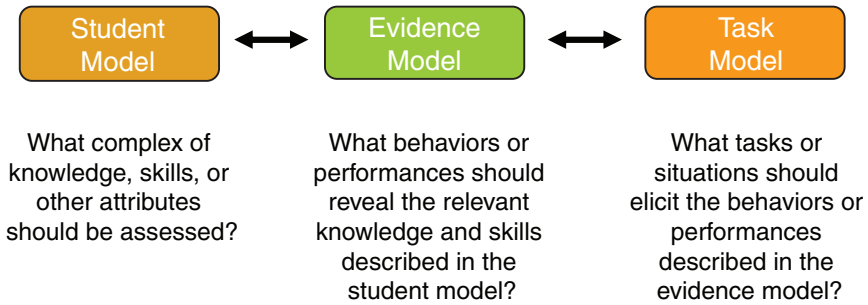 Student
Model
Evidence
Model
Task
Model
What complex of
knowledge, skills, or
other attributes
should be assessed?
What behaviors or
performances should
reveal the relevant
knowledge and skills
described in the
student model?
What tasks or
situations should
elicit the behaviors or
performances
described in the
evidence model?